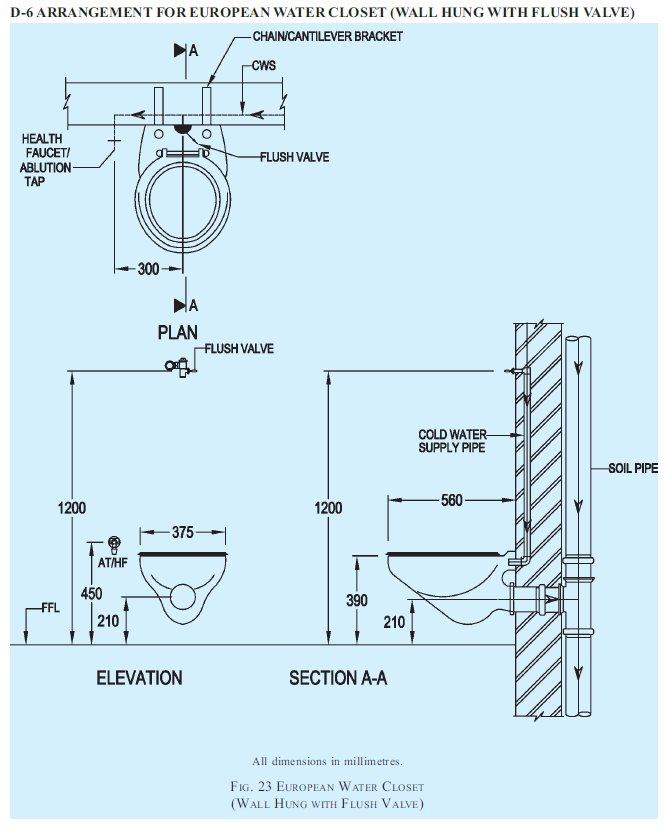 D-6 ARRANGEMENT FOR EUROPEAN WATER CLOSET (WALL HUNG WITH FLUSH VALVE)
A
CHAIN/CANTILEVER BRACKET
CWS
HEALTH
FAUCET/
ABLUTION
TAP
FLUSH VALVE
300
A
PLAN
FLUSH VALVE
COLD WATER
SUPPLY PIPE
SOIL PIPE
1200
375
AT/HF
450
FFL
210
1200
560
390
210
ELEVATION
SECTION A-A
All dimensions in millimetres.
FIG. 23 EUROPEAN WATER CLOSET
(WALL HUNG WITH FLUSH VALVE)